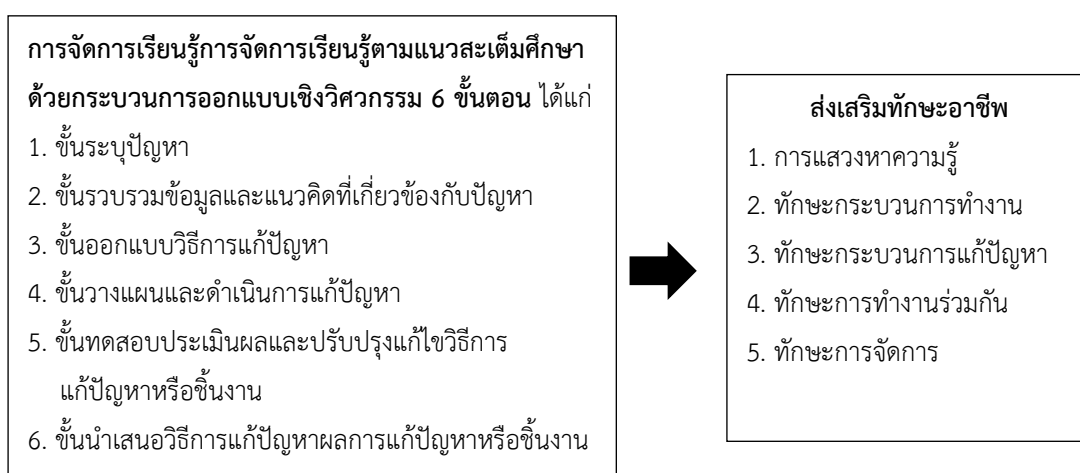 การจัดการเรียนรู้การจัดการเรียนรู้ตามแนวสะเต็มศึกษา
ด้วยกระบวนการออกแบบเชิงวิศวกรรม 6 ขั้นตอน ได้แก่
1. ขั้นระบุปัญหา
2. ขั้นรวบรวมข้อมูลและแนวคิดที่เกี่ยวข้องกับปัญหา
3. ขั้นออกแบบวิธีการแก้ปัญหา
4. ขั้นวางแผนและดำเนินการแก้ปัญหา
5. ขั้นทดสอบประเมินผลและปรับปรุงแก้ไขวิธีการ
แก้ปัญหาหรือชิ้นงาน
6. ขั้นนำเสนอวิธีการแก้ปัญหาผลการแก้ปัญหาหรือชิ้นงาน
ส่งเสริมทักษะอาชีพ
1. การแสวงหาความรู้
2. ทักษะกระบวนการทำงาน
3. ทักษะกระบวนการแก้ปัญหา
4. ทักษะการทำงานร่วมกัน
5. ทักษะการจัดการ